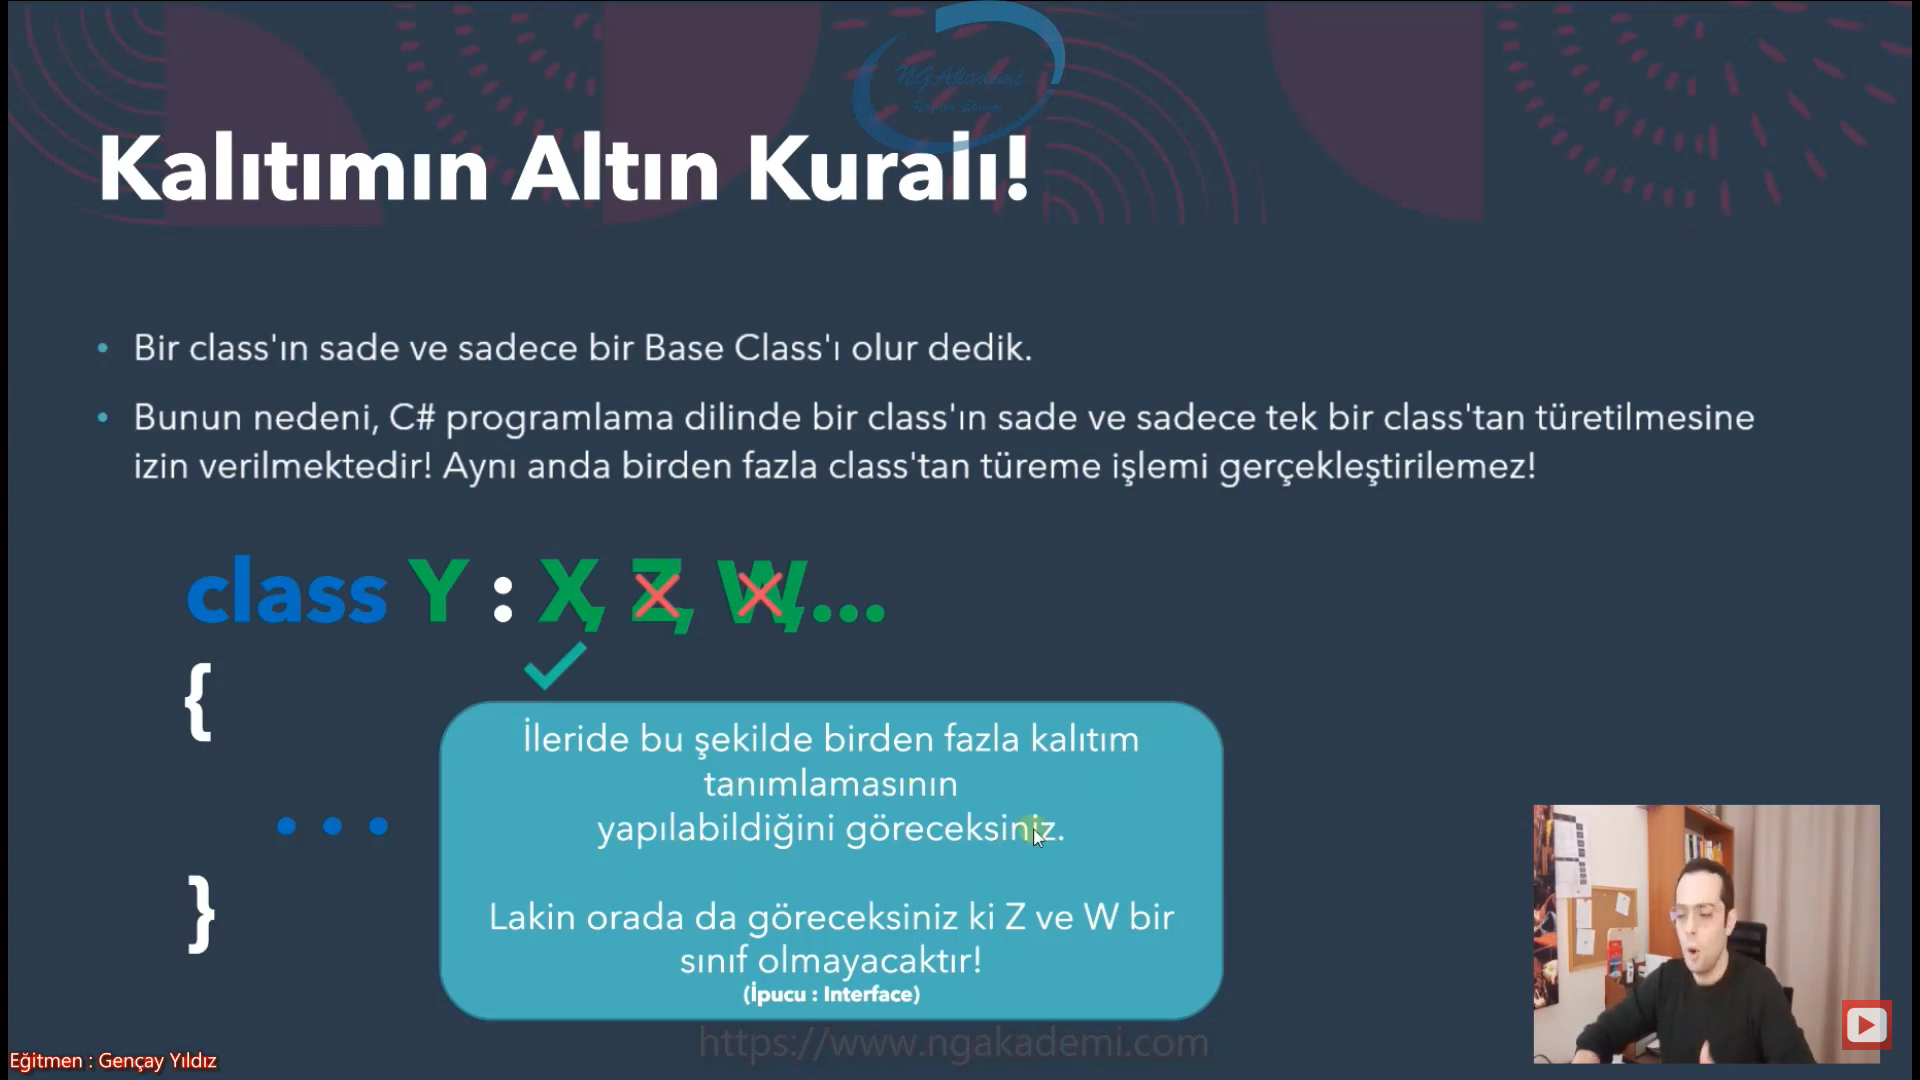 NGAkademi
Kalıtımın Altın Kuralı!
• Bir class'ın sade ve sadece bir Base Class'ı olur dedik.
• Bunun nedeni, C# programlama dilinde bir class'ın sade ve sadece tek bir class'tan türetilmesine
izin verilmektedir! Aynı anda birden fazla class'tan türeme işlemi gerçekleştirilemez!
class Y : X, Z, W,...
{
...
}
İleride bu şekilde birden fazla kalıtım
tanımlamasının
yapılabildiğini göreceksiniz.
Lakin orada da göreceksiniz ki Z ve W bir
sınıf olmayacaktır!
(İpucu : Interface)
https://www.ngakademi.com
Eğitmen : Gençay Yıldız